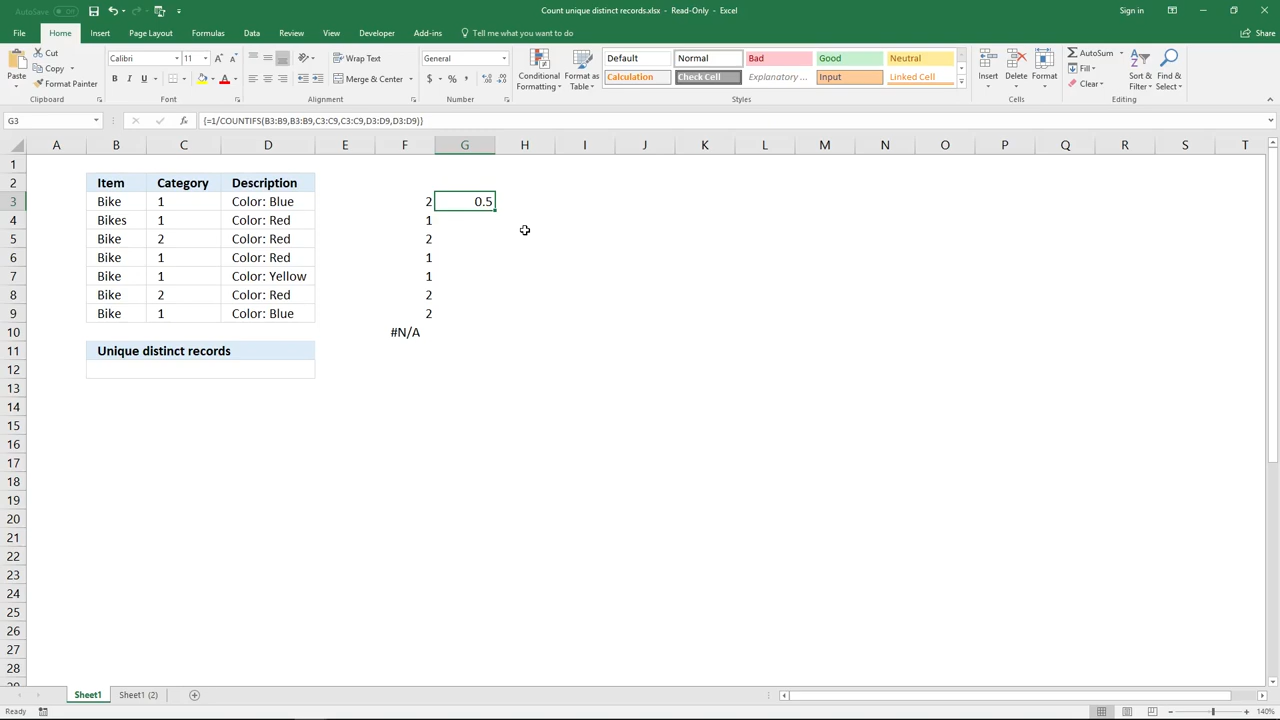 AutoSave Off Count unique distinct records.xlsx - Read-Only - Excel Sign in
File Home Insert Page Layout Formulas Data Review View Developer Add-ins Tell me what you want to do Share
Paste Cut Copy Format Painter
Calibri 11
Wrap Text
Merge & Center
General
Conditional Formatting Format as Table
Default Normal Bad Good Neutral
Calculation Check Cell Explanatory ... Input Linked Cell
Insert Delete Format
AutoSum Fill Clear
Sort & Filter Find & Select
Clipboard Font Alignment Number Styles Cells Editing
G3 {=1/COUNTIFS(B3:B9,B3:B9,C3:C9,C3:C9,D3:D9,D3:D9)}
A B C D E F G H I J K L M N O P Q R S T
1
2 Item Category Description
3 Bike 1 Color: Blue 2 0.5
4 Bikes 1 Color: Red 1
5 Bike 2 Color: Red 2
6 Bike 1 Color: Red 1
7 Bike 1 Color: Yellow 1
8 Bike 2 Color: Red 2
9 Bike 1 Color: Blue 2
10 #N/A
11 Unique distinct records
12
13
14
15
16
17
18
19
20
21
22
23
24
25
26
27
28
Sheet1 Sheet1 (2)
Ready 140%